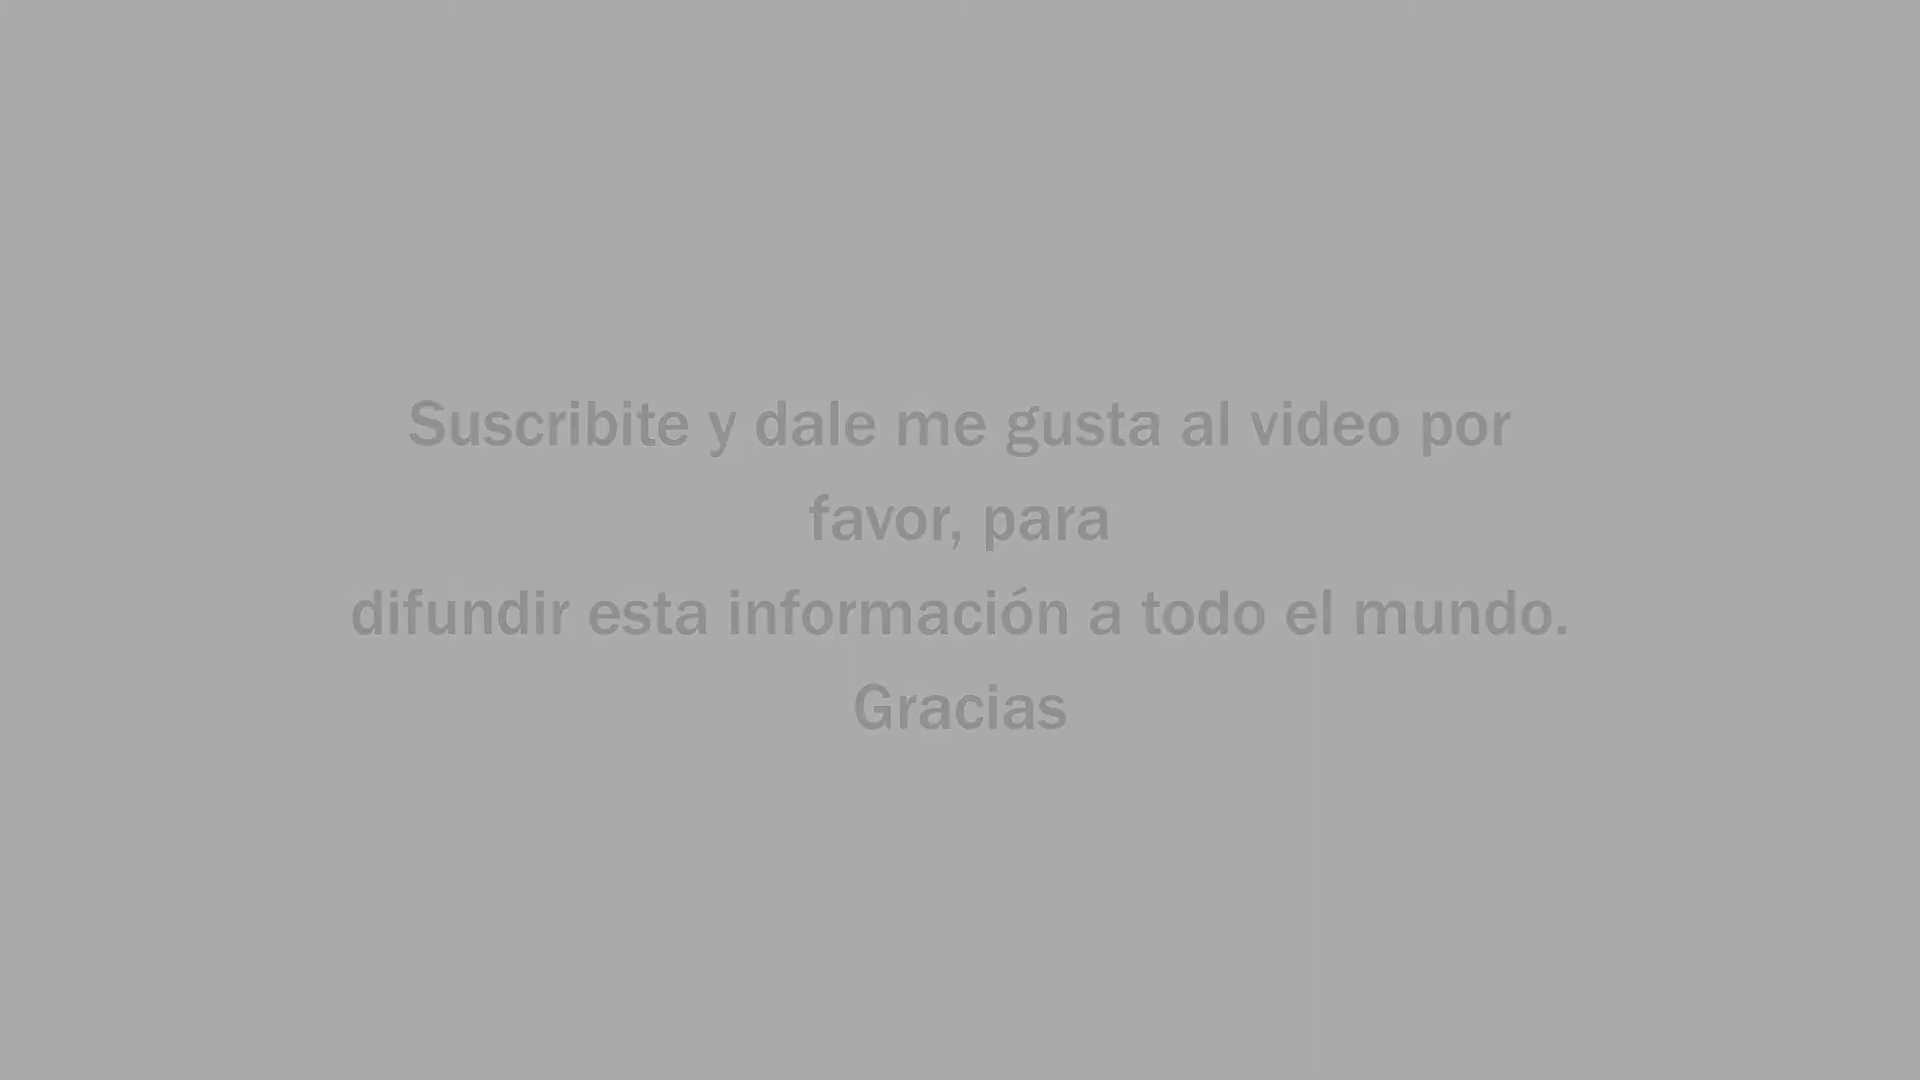 Suscribite y dale me gusta al video por
favor, para
difundir esta información a todo el mundo.
Gracias